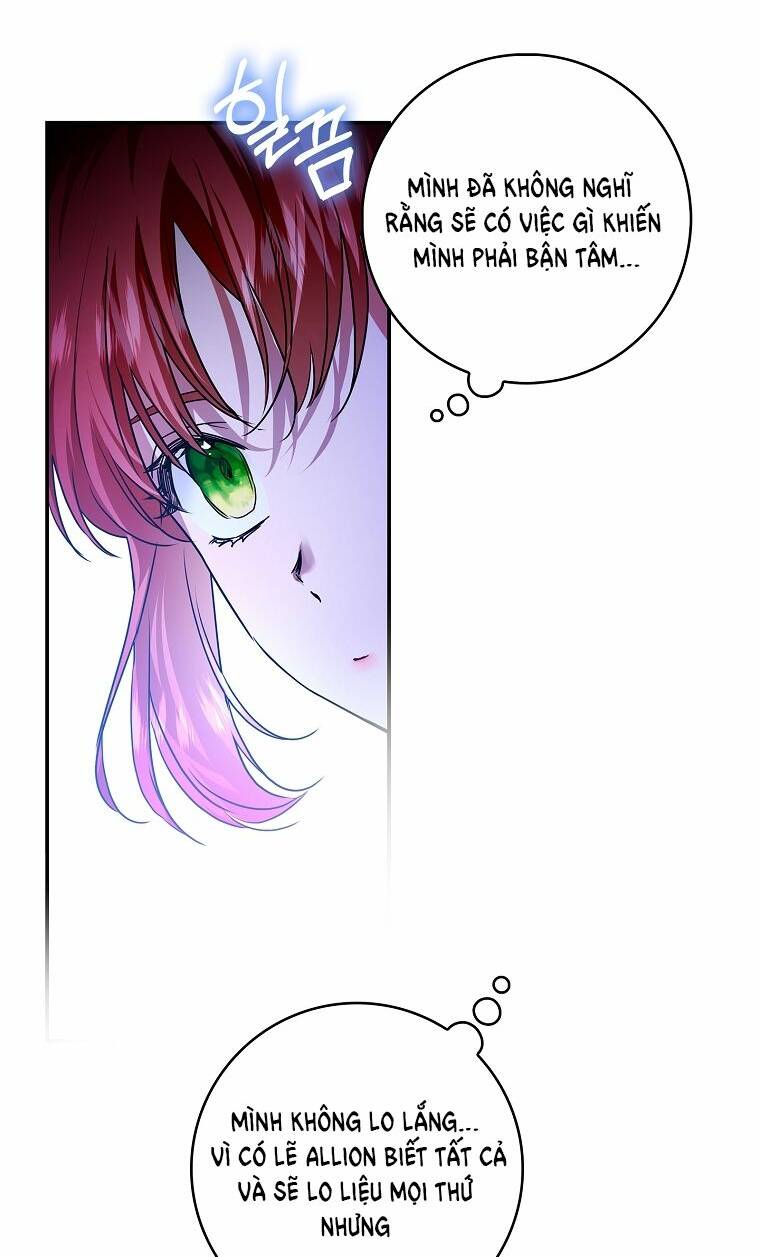 힐끔
MÌNH ĐÃ KHÔNG NGHĨ
RẰNG SẼ CÓ VIỆC GÌ KHIẾN
MÌNH PHẢI BẬN TÂM...
MÌNH KHÔNG LO LẮNG...
VÌ CÓ LẼ ALLION BIẾT TẤT CẢ
VÀ SẼ LO LIỆU MỌI THỨ
NHƯNG